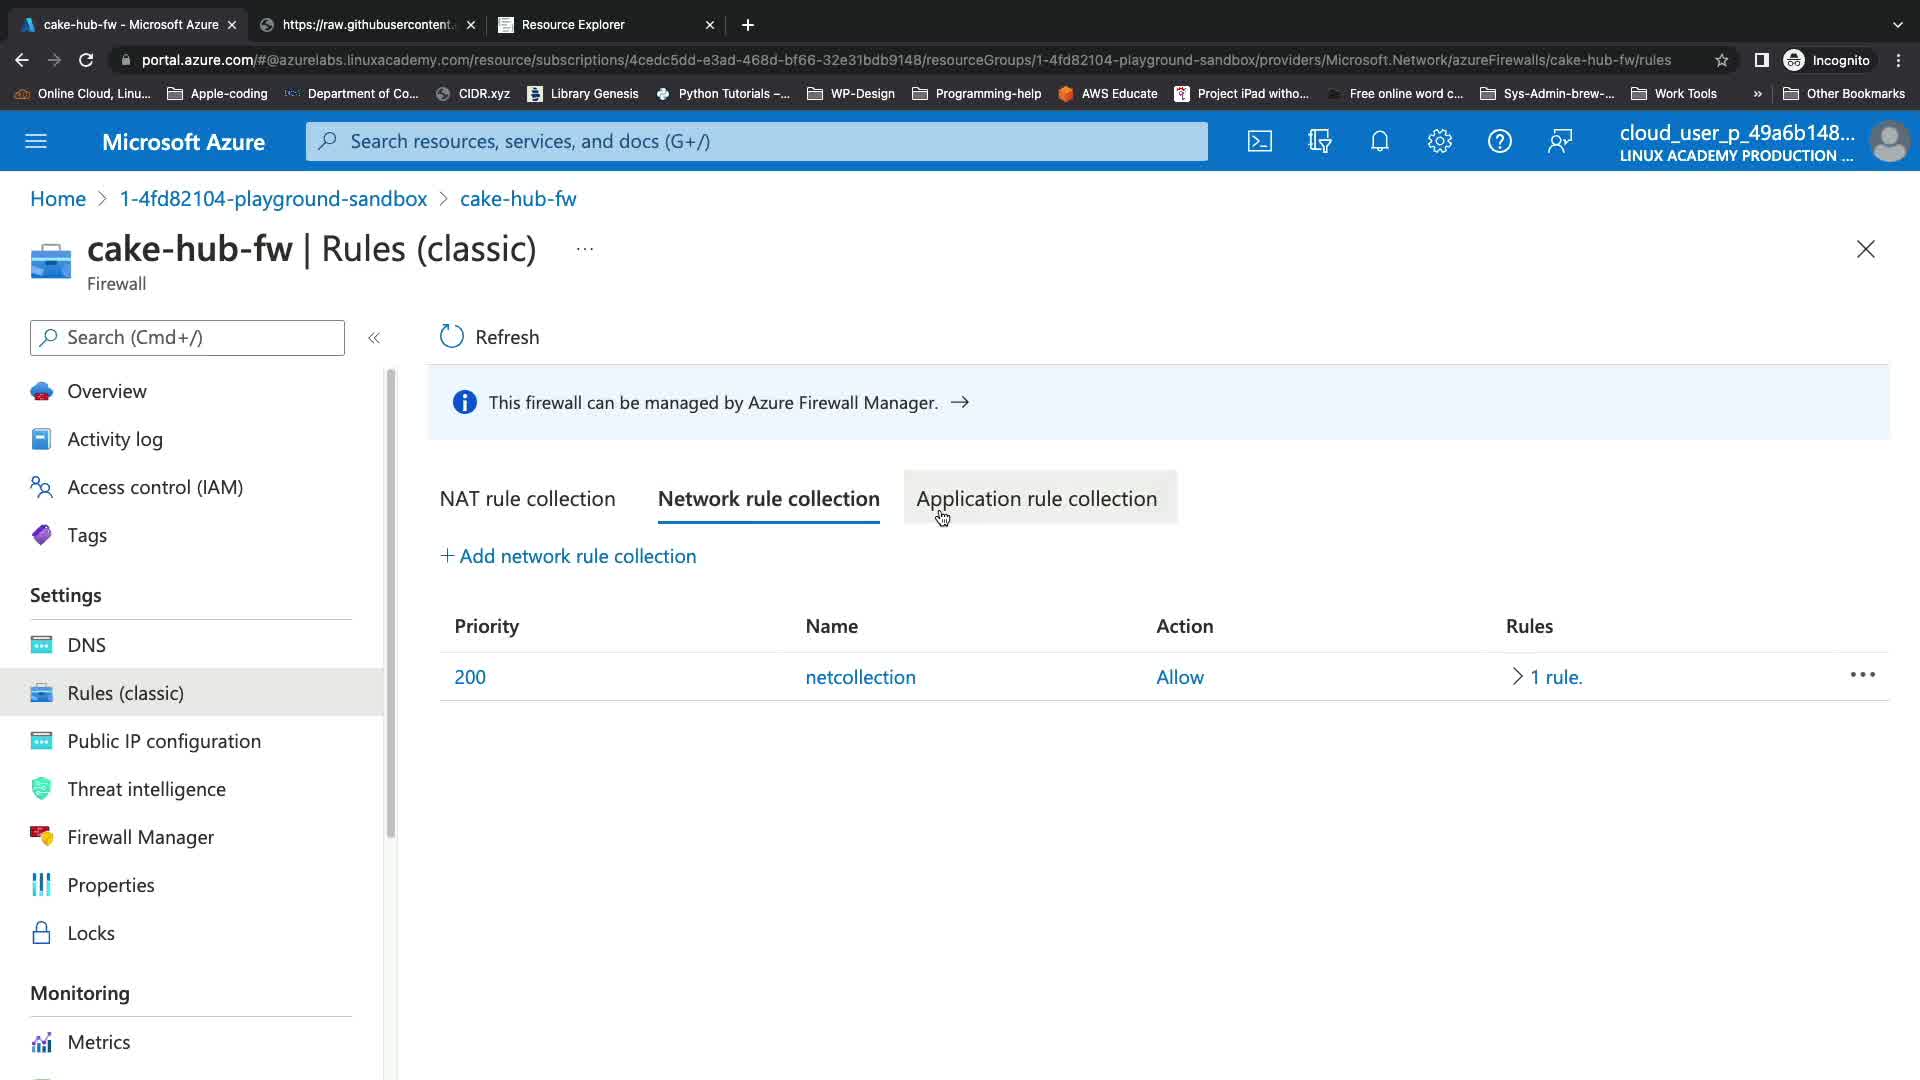 cake-hub-fw - Microsoft Azure
https://raw.githubusercontent.
Resource Explorer
portal.azure.com/#@azurelabs.linuxacademy.com/resource/subscriptions/4cedc5dd-e3ad-468d-bf66-32e31bdb9148/resourceGroups/1-4fd82104-playground-sandbox/providers/Microsoft.Network/azureFirewalls/cake-hub-fw/rules
Incognito
Online Cloud, Linu...
Apple-coding
Department of Co...
CIDR.xyz
Library Genesis
Python Tutorials –...
WP-Design
Programming-help
AWS Educate
Project iPad witho...
Free online word c...
Sys-Admin-brew-...
Work Tools
»
Other Bookmarks
Microsoft Azure
Search resources, services, and docs (G+/)
cloud_user_p_49a6b148...
LINUX ACADEMY PRODUCTION ...
Home > 1-4fd82104-playground-sandbox > cake-hub-fw
cake-hub-fw | Rules (classic) ...
Firewall
Search (Cmd+/)
«
Refresh
This firewall can be managed by Azure Firewall Manager. →
Overview
Activity log
Access control (IAM)
Tags
Settings
DNS
Rules (classic)
Public IP configuration
Threat intelligence
Firewall Manager
Properties
Locks
Monitoring
Metrics
NAT rule collection
Network rule collection
Application rule collection
+ Add network rule collection
Priority
Name
Action
Rules
200
netcollection
Allow
> 1 rule.
...